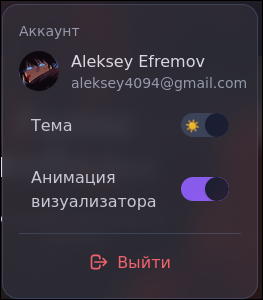 Аккаунт
Aleksey Efremov
aleksey4094@gmail.com
Тема
Анимация
визуализатора
Выйти